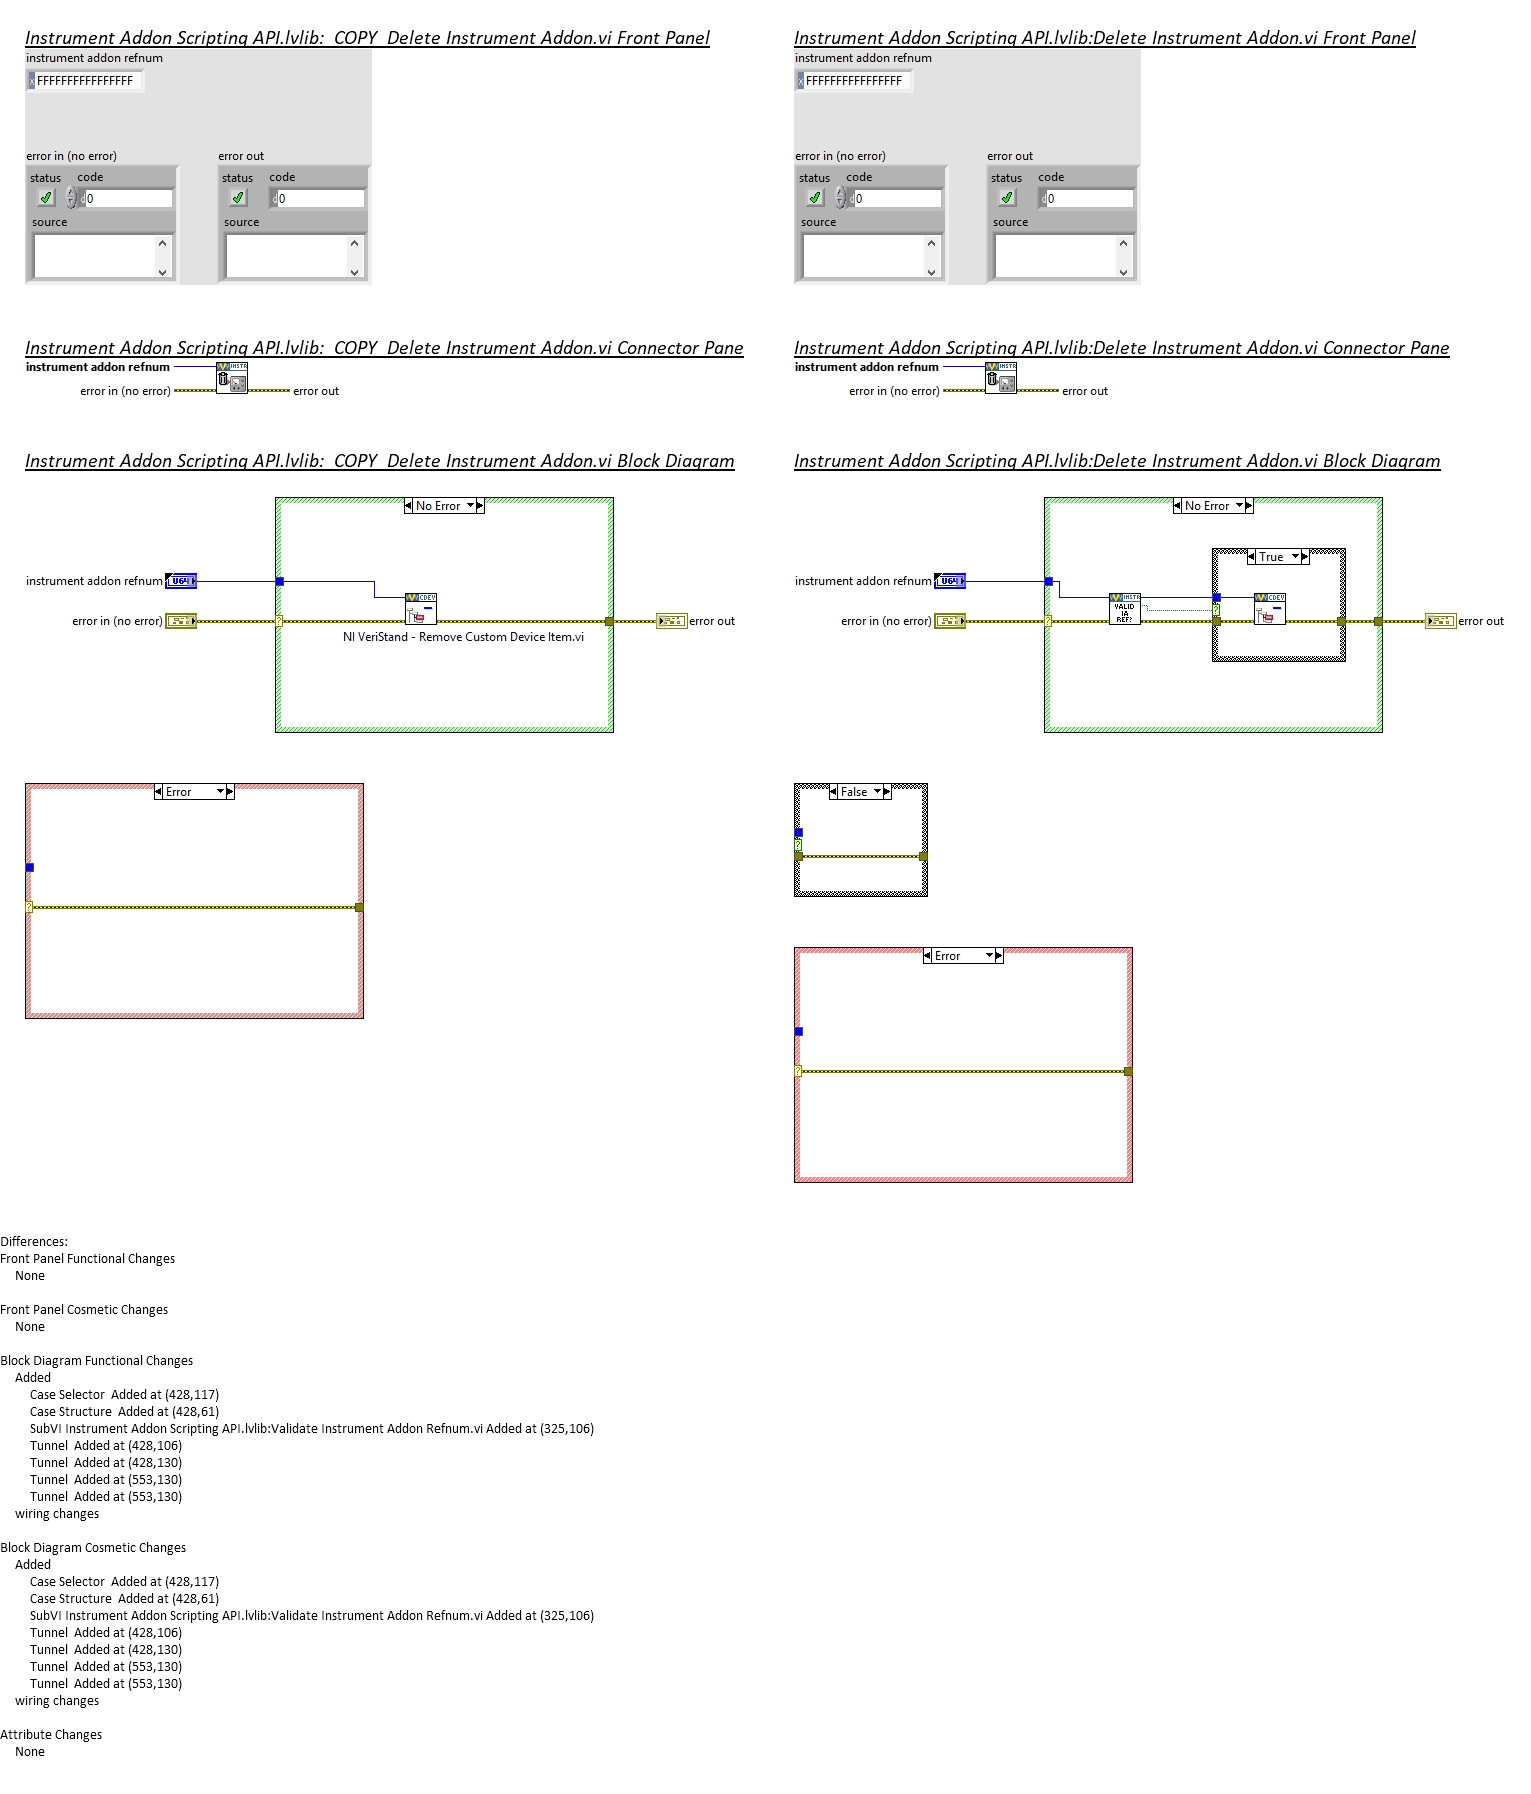 Instrument Addon Scripting API.lvlib:  COPY  Delete Instrument Addon.vi Front Panel
instrument addon refnum
x FFFFFFFFFFFFFFFF
error in (no error)
error out
status
code
d 0
source
status
code
d 0
source
Instrument Addon Scripting API.lvlib:Delete Instrument Addon.vi Front Panel
instrument addon refnum
x FFFFFFFFFFFFFFFF
error in (no error)
error out
status
code
d 0
source
status
code
d 0
source
Instrument Addon Scripting API.lvlib:  COPY  Delete Instrument Addon.vi Connector Pane
instrument addon refnum
INSTR
error in (no error)
error out
Instrument Addon Scripting API.lvlib:Delete Instrument Addon.vi Connector Pane
instrument addon refnum
INSTR
error in (no error)
error out
Instrument Addon Scripting API.lvlib:  COPY  Delete Instrument Addon.vi Block Diagram
No Error
instrument addon refnum
U64
CDEV
error in (no error)
?
error out
NI VeriStand - Remove Custom Device Item.vi
Error
?
Instrument Addon Scripting API.lvlib:Delete Instrument Addon.vi Block Diagram
No Error
True
instrument addon refnum
U64
INSTR
VALID
IA
REF?
CDEV
?
error in (no error)
?
error out
False
?
Error
?
Differences:
Front Panel Functional Changes
None
Front Panel Cosmetic Changes
None
Block Diagram Functional Changes
Added
Case Selector  Added at (428,117)
Case Structure  Added at (428,61)
SubVI Instrument Addon Scripting API.lvlib:Validate Instrument Addon Refnum.vi Added at (325,106)
Tunnel  Added at (428,106)
Tunnel  Added at (428,130)
Tunnel  Added at (553,130)
Tunnel  Added at (553,130)
wiring changes
Block Diagram Cosmetic Changes
Added
Case Selector  Added at (428,117)
Case Structure  Added at (428,61)
SubVI Instrument Addon Scripting API.lvlib:Validate Instrument Addon Refnum.vi Added at (325,106)
Tunnel  Added at (428,106)
Tunnel  Added at (428,130)
Tunnel  Added at (553,130)
Tunnel  Added at (553,130)
wiring changes
Attribute Changes
None